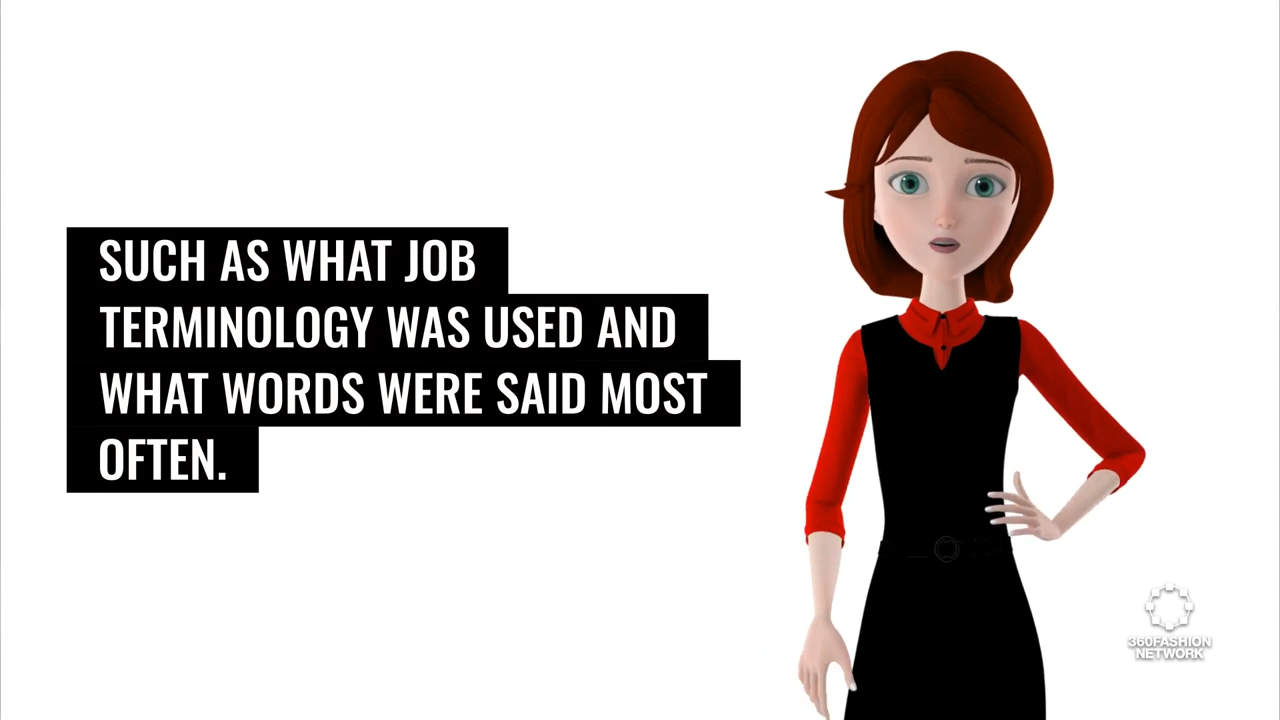 SUCH AS WHAT JOB
TERMINOLOGY WAS USED AND
WHAT WORDS WERE SAID MOST
OFTEN.
360FASHION
NETWORK